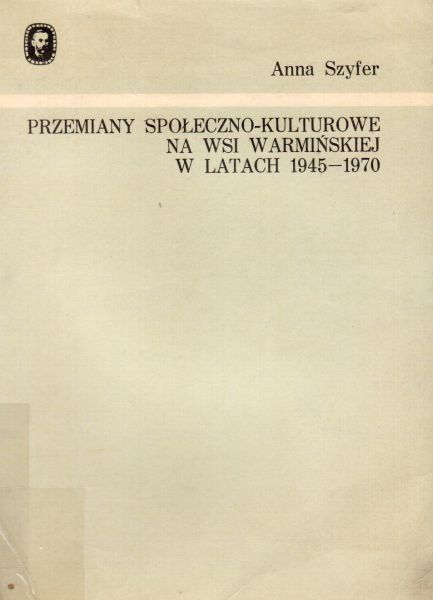 Anna Szyfer
PRZEMIANY SPOŁECZNO-KULTUROWE
NA WSI WARMIŃSKIEJ
W LATACH 1945—1970